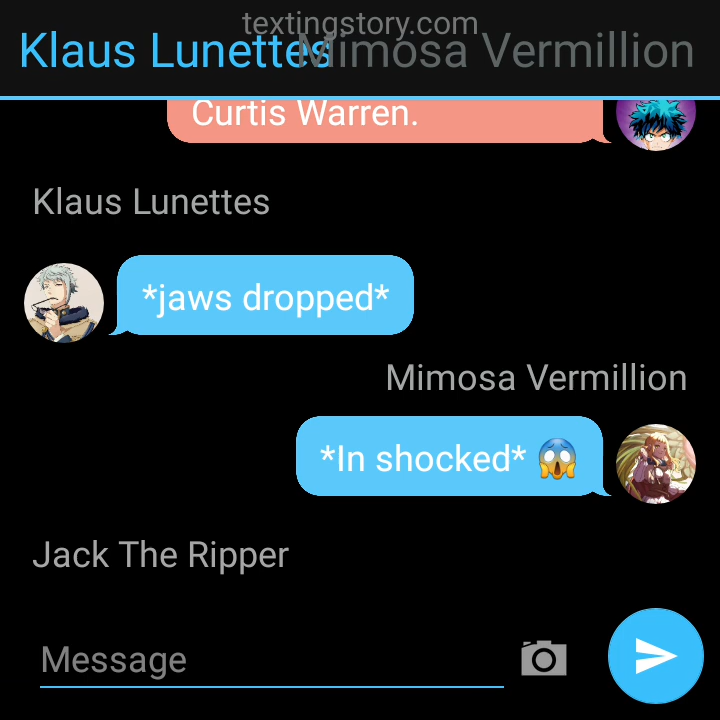 textingstory.com
Klaus Lunettes Mimosa Vermillion
Curtis Warren.
Klaus Lunettes
*jaws dropped*
Mimosa Vermillion
*In shocked* 😱
Jack The Ripper
Message